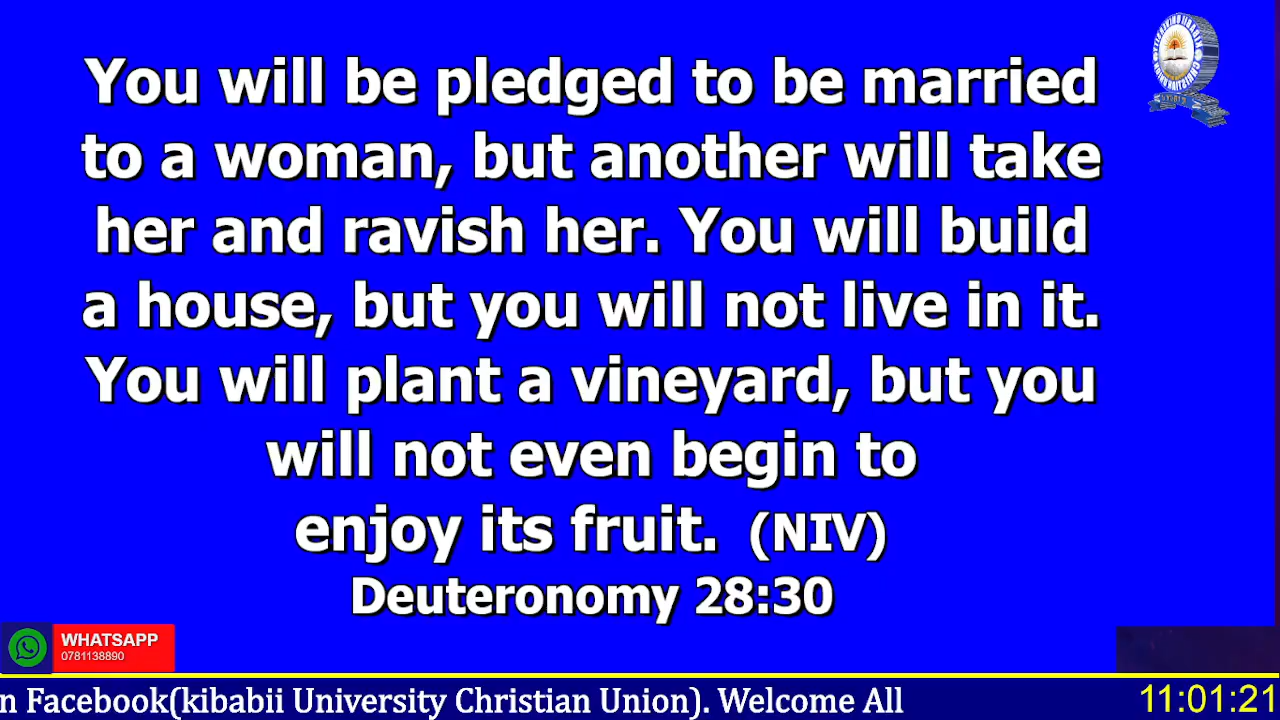 You will be pledged to be married
to a woman, but another will take
her and ravish her. You will build
a house, but you will not live in it.
You will plant a vineyard, but you
will not even begin to
enjoy its fruit. (NIV)
Deuteronomy 28:30
WHATSAPP
0781138890
n Facebook(kibabii University Christian Union). Welcome All
11:01:21